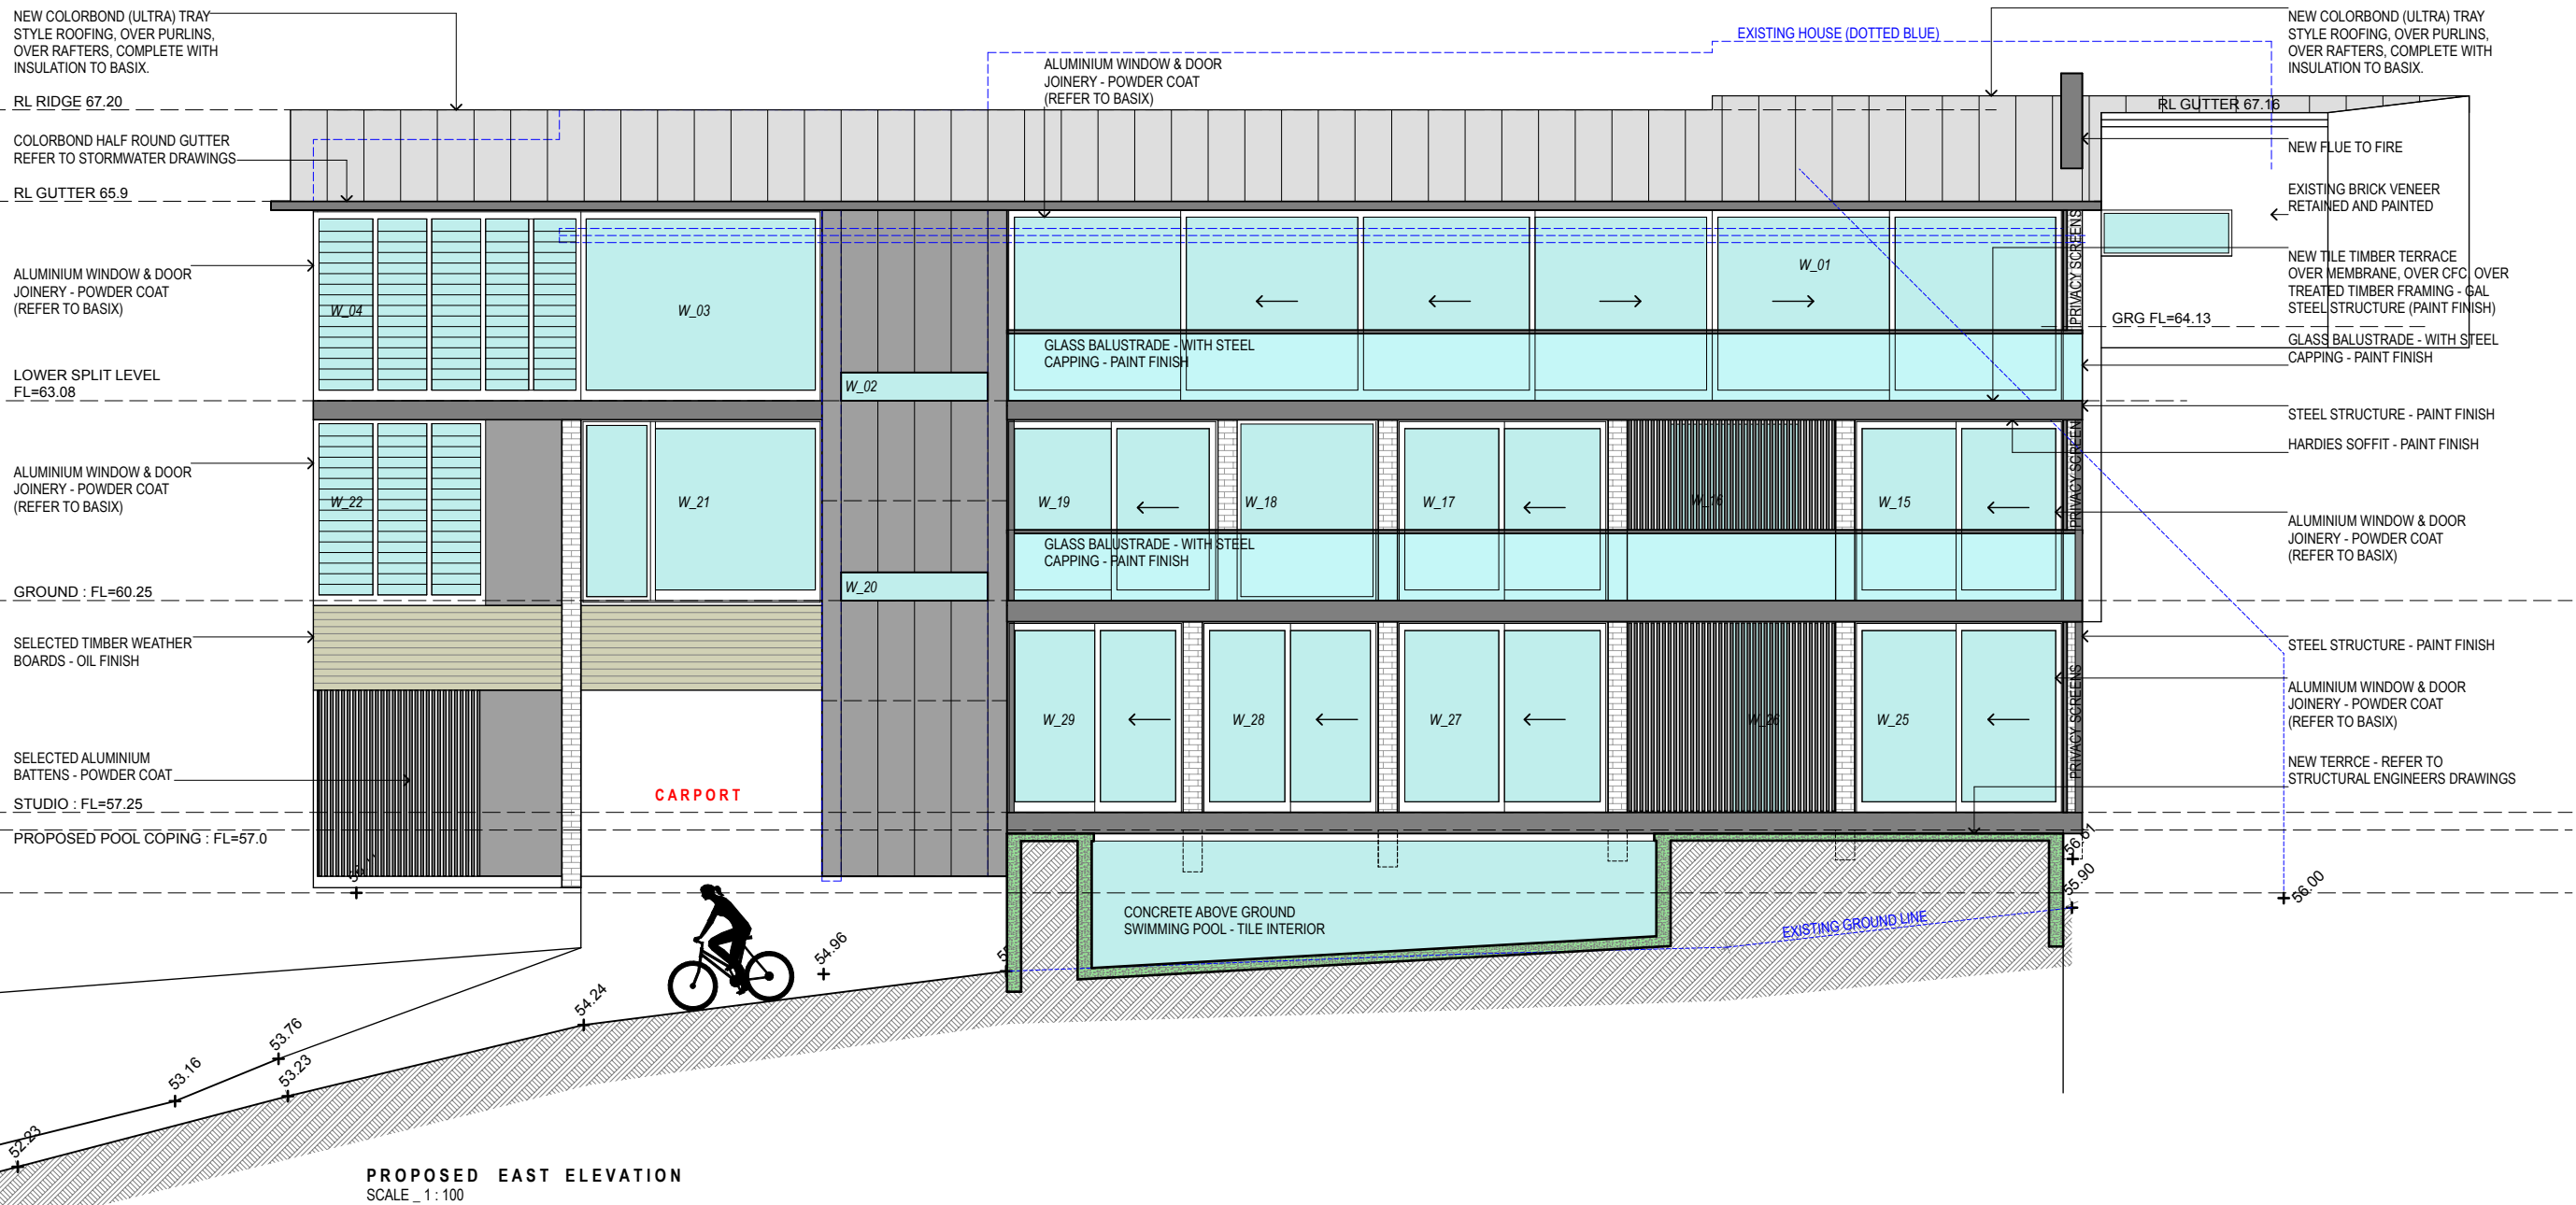 NEW COLORBOND (ULTRA) TRAY
STYLE ROOFING, OVER PURLINS,
OVER RAFTERS, COMPLETE WITH
INSULATION TO BASIX.
RL RIDGE 67.20
COLORBOND HALF ROUND GUTTER
REFER TO STORMWATER DRAWINGS
RL GUTTER 65.9
ALUMINIUM WINDOW & DOOR
JOINERY - POWDER COAT
(REFER TO BASIX)
LOWER SPLIT LEVEL
FL=63.08
ALUMINIUM WINDOW & DOOR
JOINERY - POWDER COAT
(REFER TO BASIX)
GROUND : FL=60.25
SELECTED TIMBER WEATHER
BOARDS - OIL FINISH
SELECTED ALUMINIUM
BATTENS - POWDER COAT
STUDIO : FL=57.25
PROPOSED POOL COPING : FL=57.0
ALUMINIUM WINDOW & DOOR
JOINERY - POWDER COAT
(REFER TO BASIX)
EXISTING HOUSE (DOTTED BLUE)
W_04
W_03
W_02
W_01
GLASS BALUSTRADE - WITH STEEL
CAPPING - PAINT FINISH
PRIVACY SCREENS
W_22
W_21
W_20
W_19
W_18
W_17
W_16
W_15
GLASS BALUSTRADE - WITH STEEL
CAPPING - PAINT FINISH
PRIVACY SCREENS
CARPORT
W_29
W_28
W_27
W_26
W_25
PRIVACY SCREENS
CONCRETE ABOVE GROUND
SWIMMING POOL - TILE INTERIOR
EXISTING GROUND LINE
NEW COLORBOND (ULTRA) TRAY
STYLE ROOFING, OVER PURLINS,
OVER RAFTERS, COMPLETE WITH
INSULATION TO BASIX.
RL GUTTER 67.16
NEW FLUE TO FIRE
EXISTING BRICK VENEER
RETAINED AND PAINTED
NEW TILE TIMBER TERRACE
OVER MEMBRANE, OVER CFC, OVER
TREATED TIMBER FRAMING - GAL
STEEL STRUCTURE (PAINT FINISH)
GRG FL=64.13
GLASS BALUSTRADE - WITH STEEL
CAPPING - PAINT FINISH
STEEL STRUCTURE - PAINT FINISH
HARDIES SOFFIT - PAINT FINISH
ALUMINIUM WINDOW & DOOR
JOINERY - POWDER COAT
(REFER TO BASIX)
STEEL STRUCTURE - PAINT FINISH
ALUMINIUM WINDOW & DOOR
JOINERY - POWDER COAT
(REFER TO BASIX)
NEW TERRCE - REFER TO
STRUCTURAL ENGINEERS DRAWINGS
56.61
55.90
56.00
54.96
54.24
53.76
53.23
53.16
52.23
PROPOSED EAST ELEVATION
SCALE _ 1 : 100